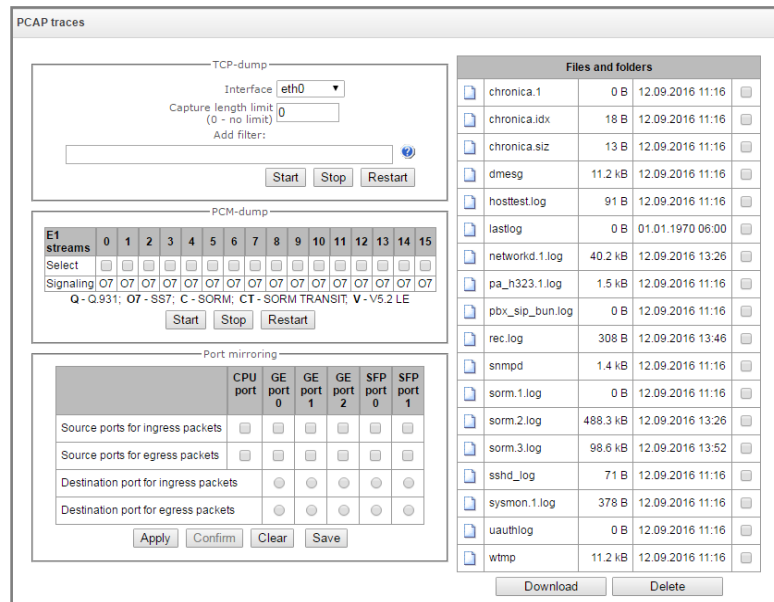 PCAP traces
TCP-dump
Interface eth0
Capture length limit
(0 - no limit) 0
Add filter:
Start Stop Restart
PCM-dump
E1 streams 0 1 2 3 4 5 6 7 8 9 10 11 12 13 14 15
Select
Signaling O7 O7 O7 O7 O7 O7 O7 O7 O7 O7 O7 O7 O7 O7 O7 O7
Q - Q.931; O7 - SS7; C - SORM; CT - SORM TRANSIT; V - V5.2 LE
Start Stop Restart
Port mirroring
CPU port GE port 0 GE port 1 GE port 2 SFP port 0 SFP port 1
Source ports for ingress packets
Source ports for egress packets
Destination port for ingress packets
Destination port for egress packets
Apply Confirm Clear Save
Files and folders
chronica.1 0 B 12.09.2016 11:16
chronica.idx 18 B 12.09.2016 11:16
chronica.siz 13 B 12.09.2016 11:16
dmesg 11.2 kB 12.09.2016 11:16
hosttest.log 91 B 12.09.2016 11:16
lastlog 0 B 01.01.1970 06:00
networkd.1.log 40.2 kB 12.09.2016 13:26
pa_h323.1.log 1.5 kB 12.09.2016 11:16
pbx_sip_bun.log 0 B 12.09.2016 11:16
rec.log 308 B 12.09.2016 13:46
snmpd 1.4 kB 12.09.2016 11:16
sorm.1.log 0 B 12.09.2016 11:16
sorm.2.log 488.3 kB 12.09.2016 13:26
sorm.3.log 98.6 kB 12.09.2016 13:52
sshd_log 71 B 12.09.2016 11:16
sysmon.1.log 378 B 12.09.2016 11:16
uauthlog 0 B 12.09.2016 11:16
wtmp 11.2 kB 12.09.2016 11:16
Download Delete